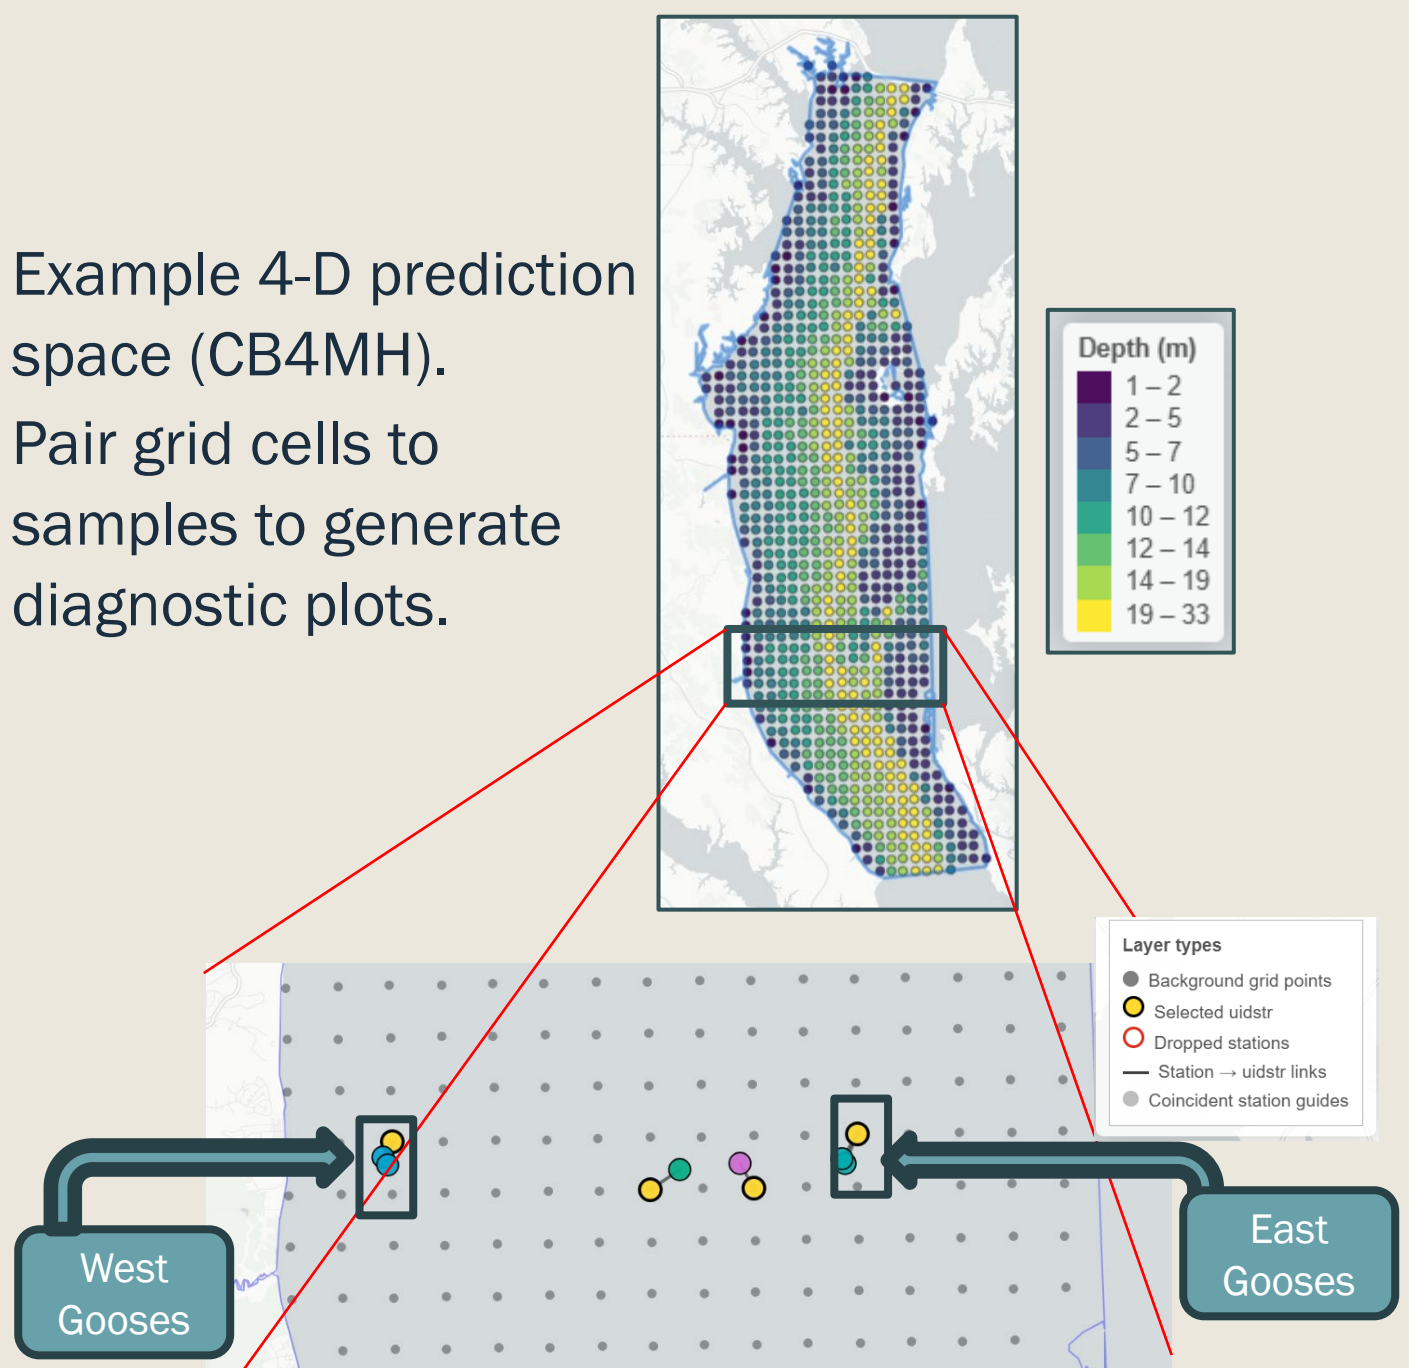 Example 4-D prediction
space (CB4MH).
Pair grid cells to
samples to generate
diagnostic plots.
Depth (m)
1 – 2
2 – 5
5 – 7
7 – 10
10 – 12
12 – 14
14 – 19
19 – 33
Layer types
Background grid points
Selected uidstr
Dropped stations
Station → uidstr links
Coincident station guides
West
Gooses
East
Gooses